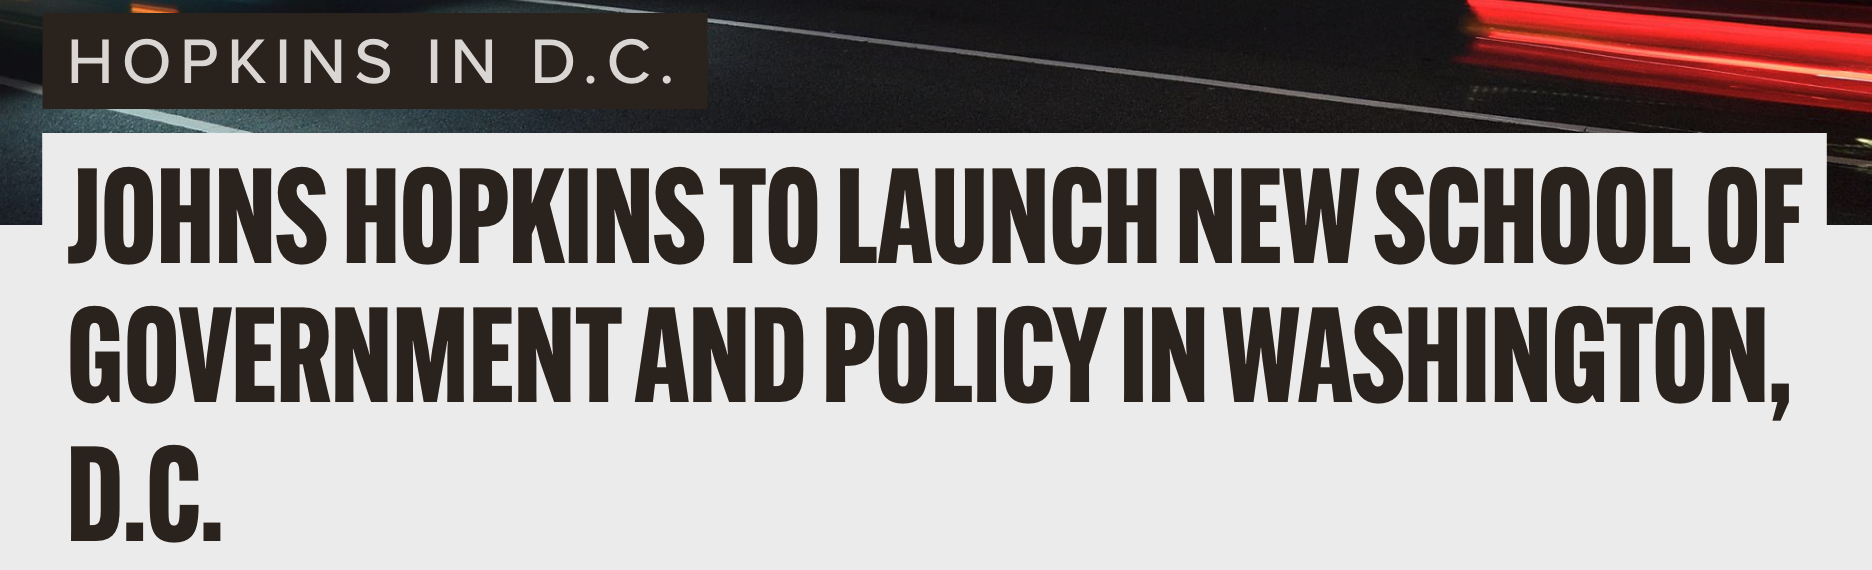 HOPKINS IN D.C.
JOHNS HOPKINS TO LAUNCH NEW SCHOOL OF
GOVERNMENT AND POLICY IN WASHINGTON,
D.C.